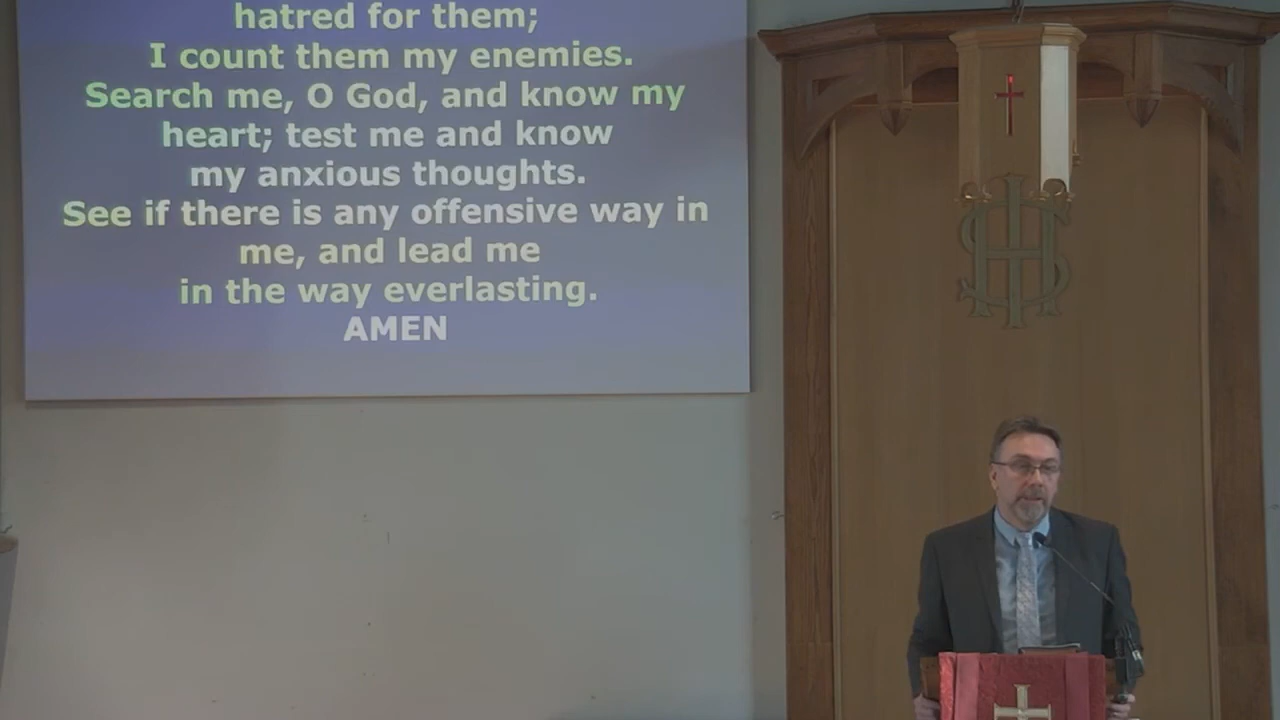 hatred for them;
I count them my enemies.
Search me, O God, and know my
heart; test me and know
my anxious thoughts.
See if there is any offensive way in
me, and lead me
in the way everlasting.
AMEN
IHS